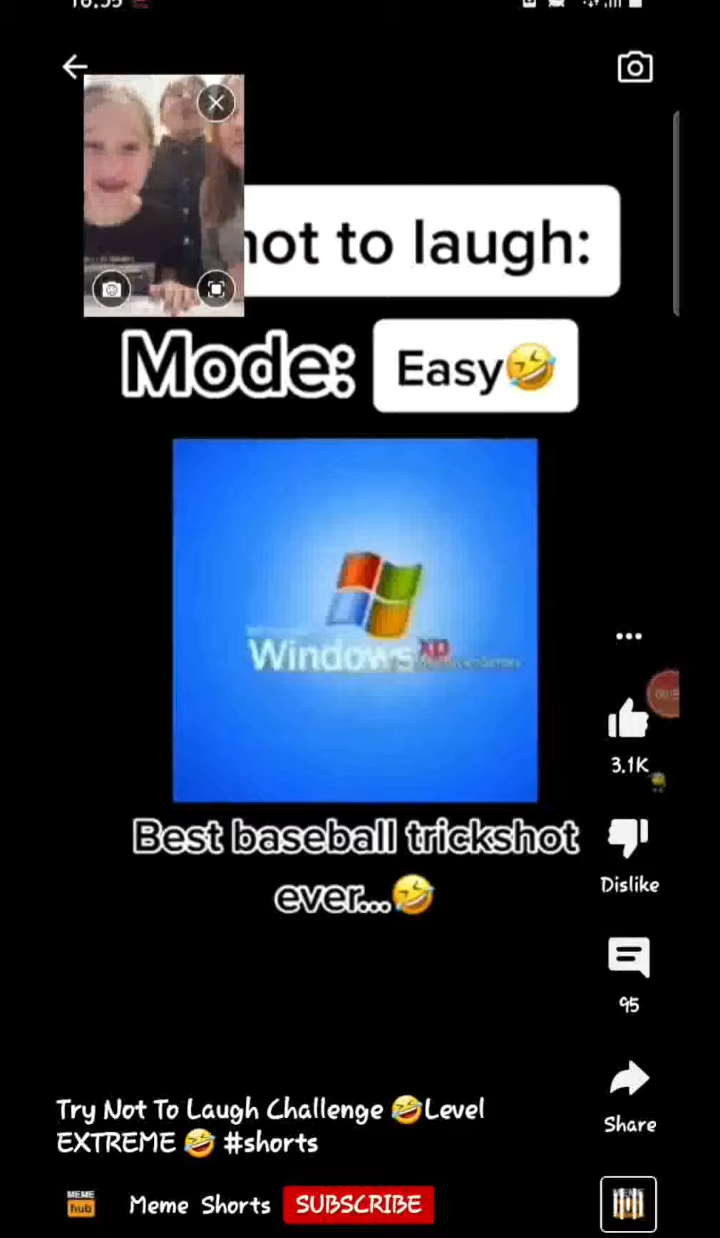 not to laugh:
Mode: Easy🤣
Windows xp
Best baseball trickshot
ever...🤣
3.1K
Dislike
95
Share
Try Not To Laugh Challenge 🤣Level
EXTREME 🤣 #shorts
MEME
hub
Meme Shorts SUBSCRIBE